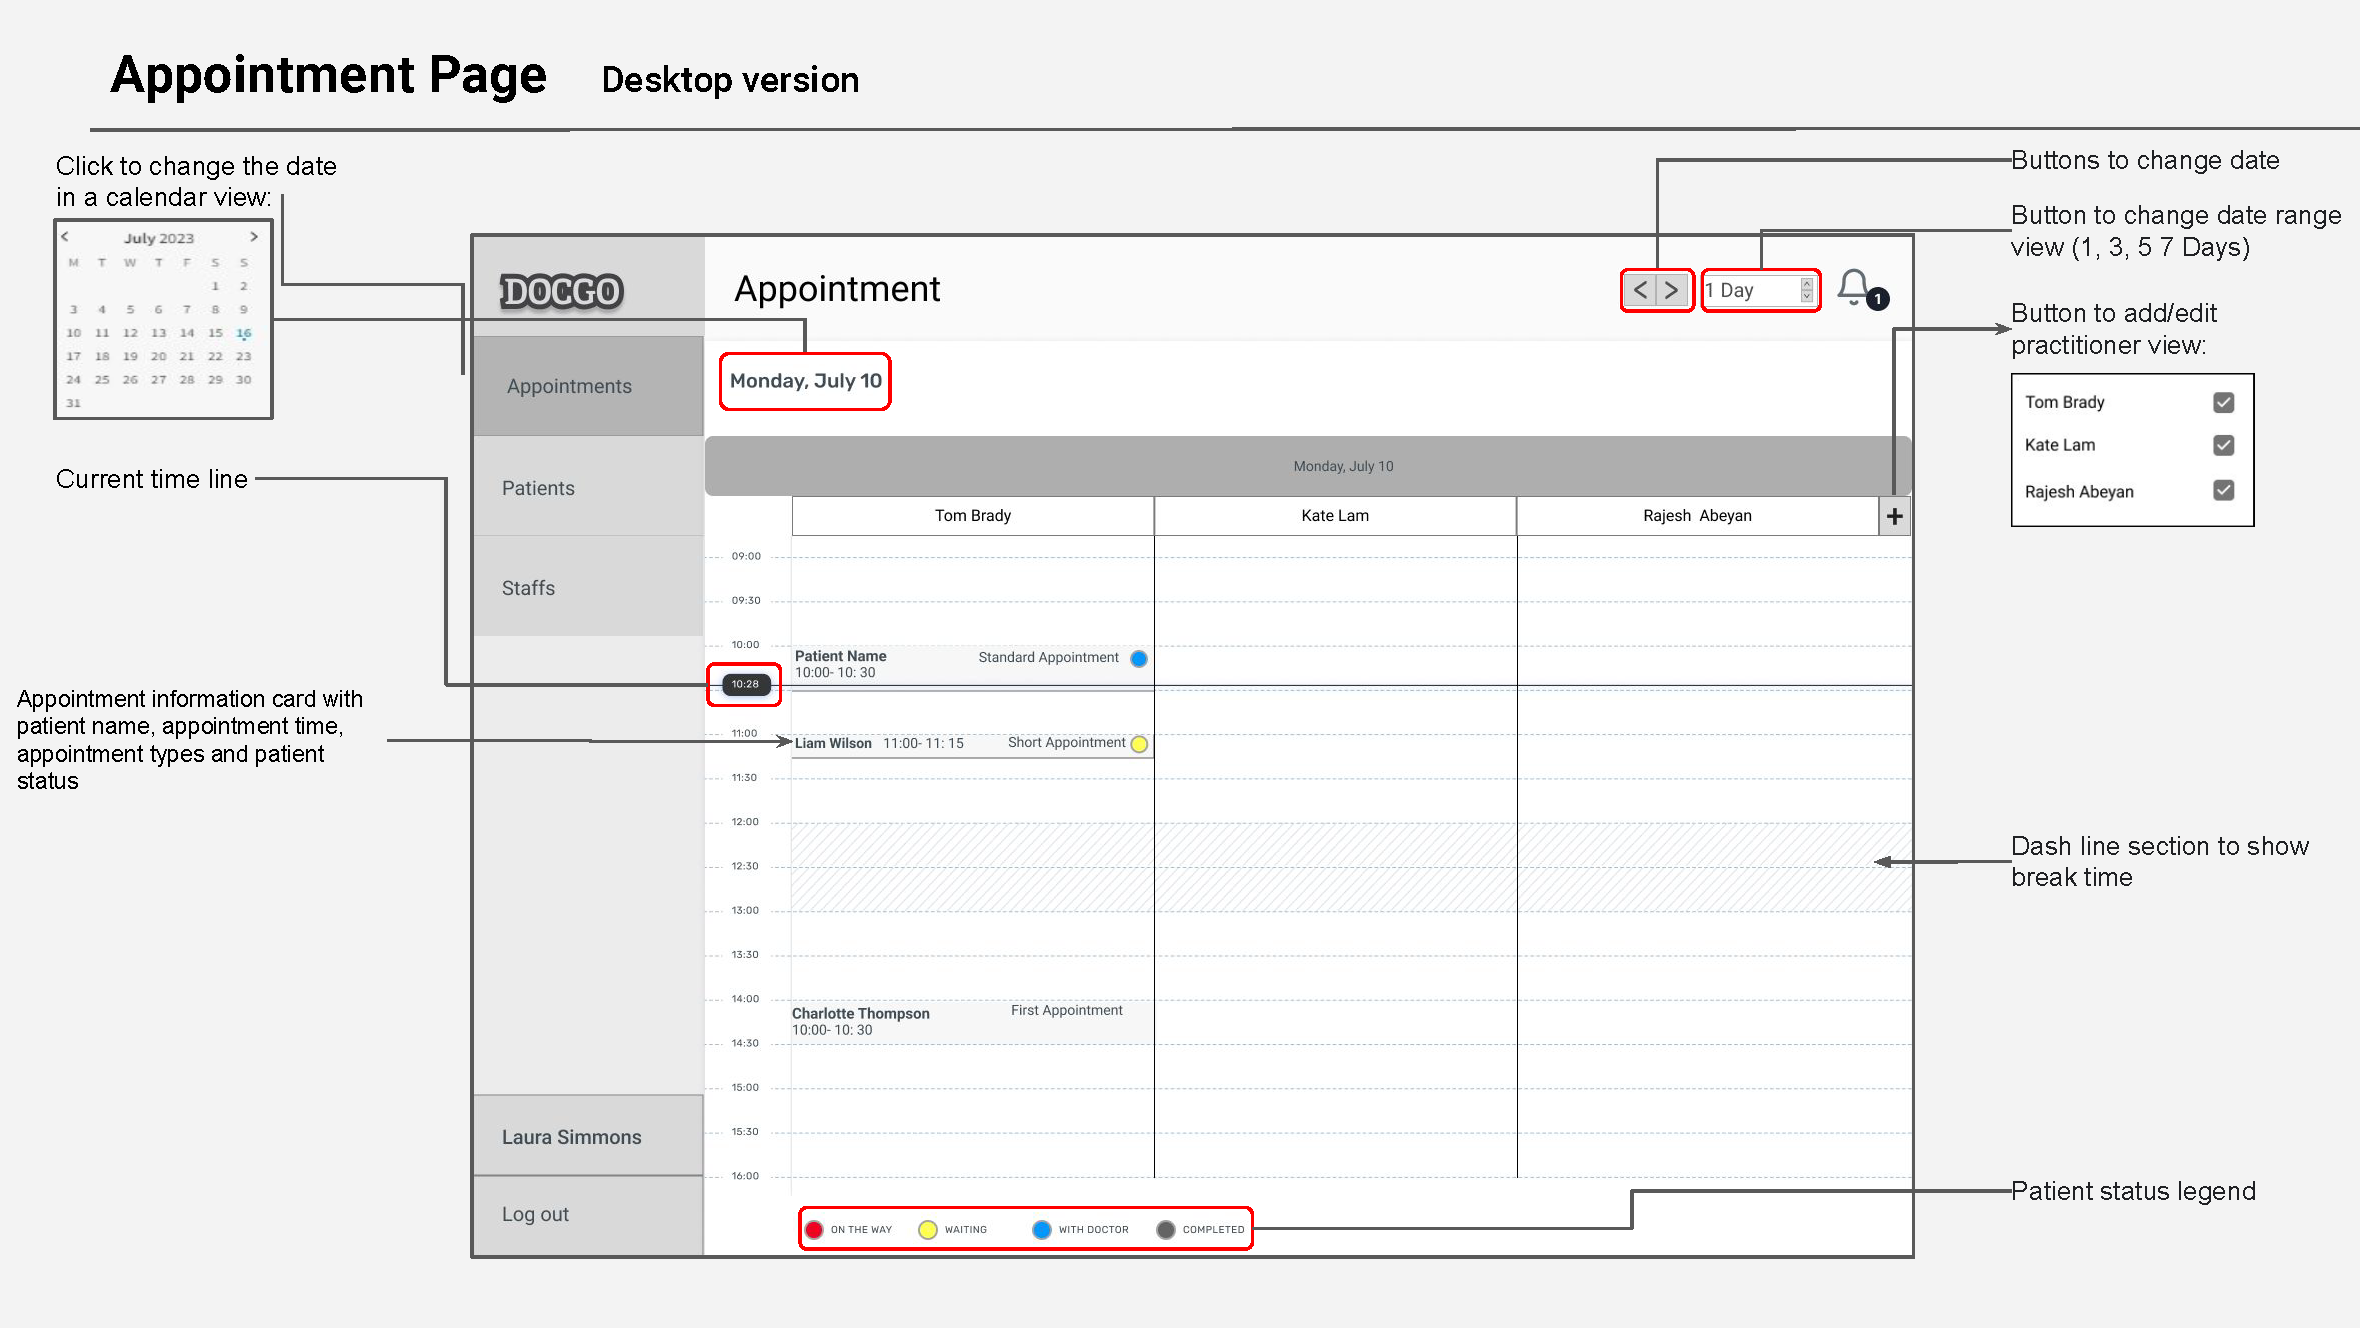 Appointment Page Desktop version
Click to change the date
in a calendar view:
< July 2023 >
M T W T F S S
1 2
3 4 5 6 7 8 9
10 11 12 13 14 15 16
17 18 19 20 21 22 23
24 25 26 27 28 29 30
31
Current time line
Appointment information card with
patient name, appointment time,
appointment types and patient
status
DOCGO
Appointments
Patients
Staffs
Laura Simmons
Log out
Appointment
< > 1 Day 1
Monday, July 10
Monday, July 10
Tom Brady Kate Lam Rajesh Abeyan +
09:00
09:30
10:00
Patient Name Standard Appointment
10:00- 10: 30
10:28
11:00
Liam Wilson 11:00- 11: 15 Short Appointment
11:30
12:00
12:30
13:00
13:30
14:00
Charlotte Thompson First Appointment
10:00- 10: 30
14:30
15:00
15:30
16:00
ON THE WAY WAITING WITH DOCTOR COMPLETED
Buttons to change date
Button to change date range
view (1, 3, 5 7 Days)
Button to add/edit
practitioner view:
Tom Brady
Kate Lam
Rajesh Abeyan
Dash line section to show
break time
Patient status legend